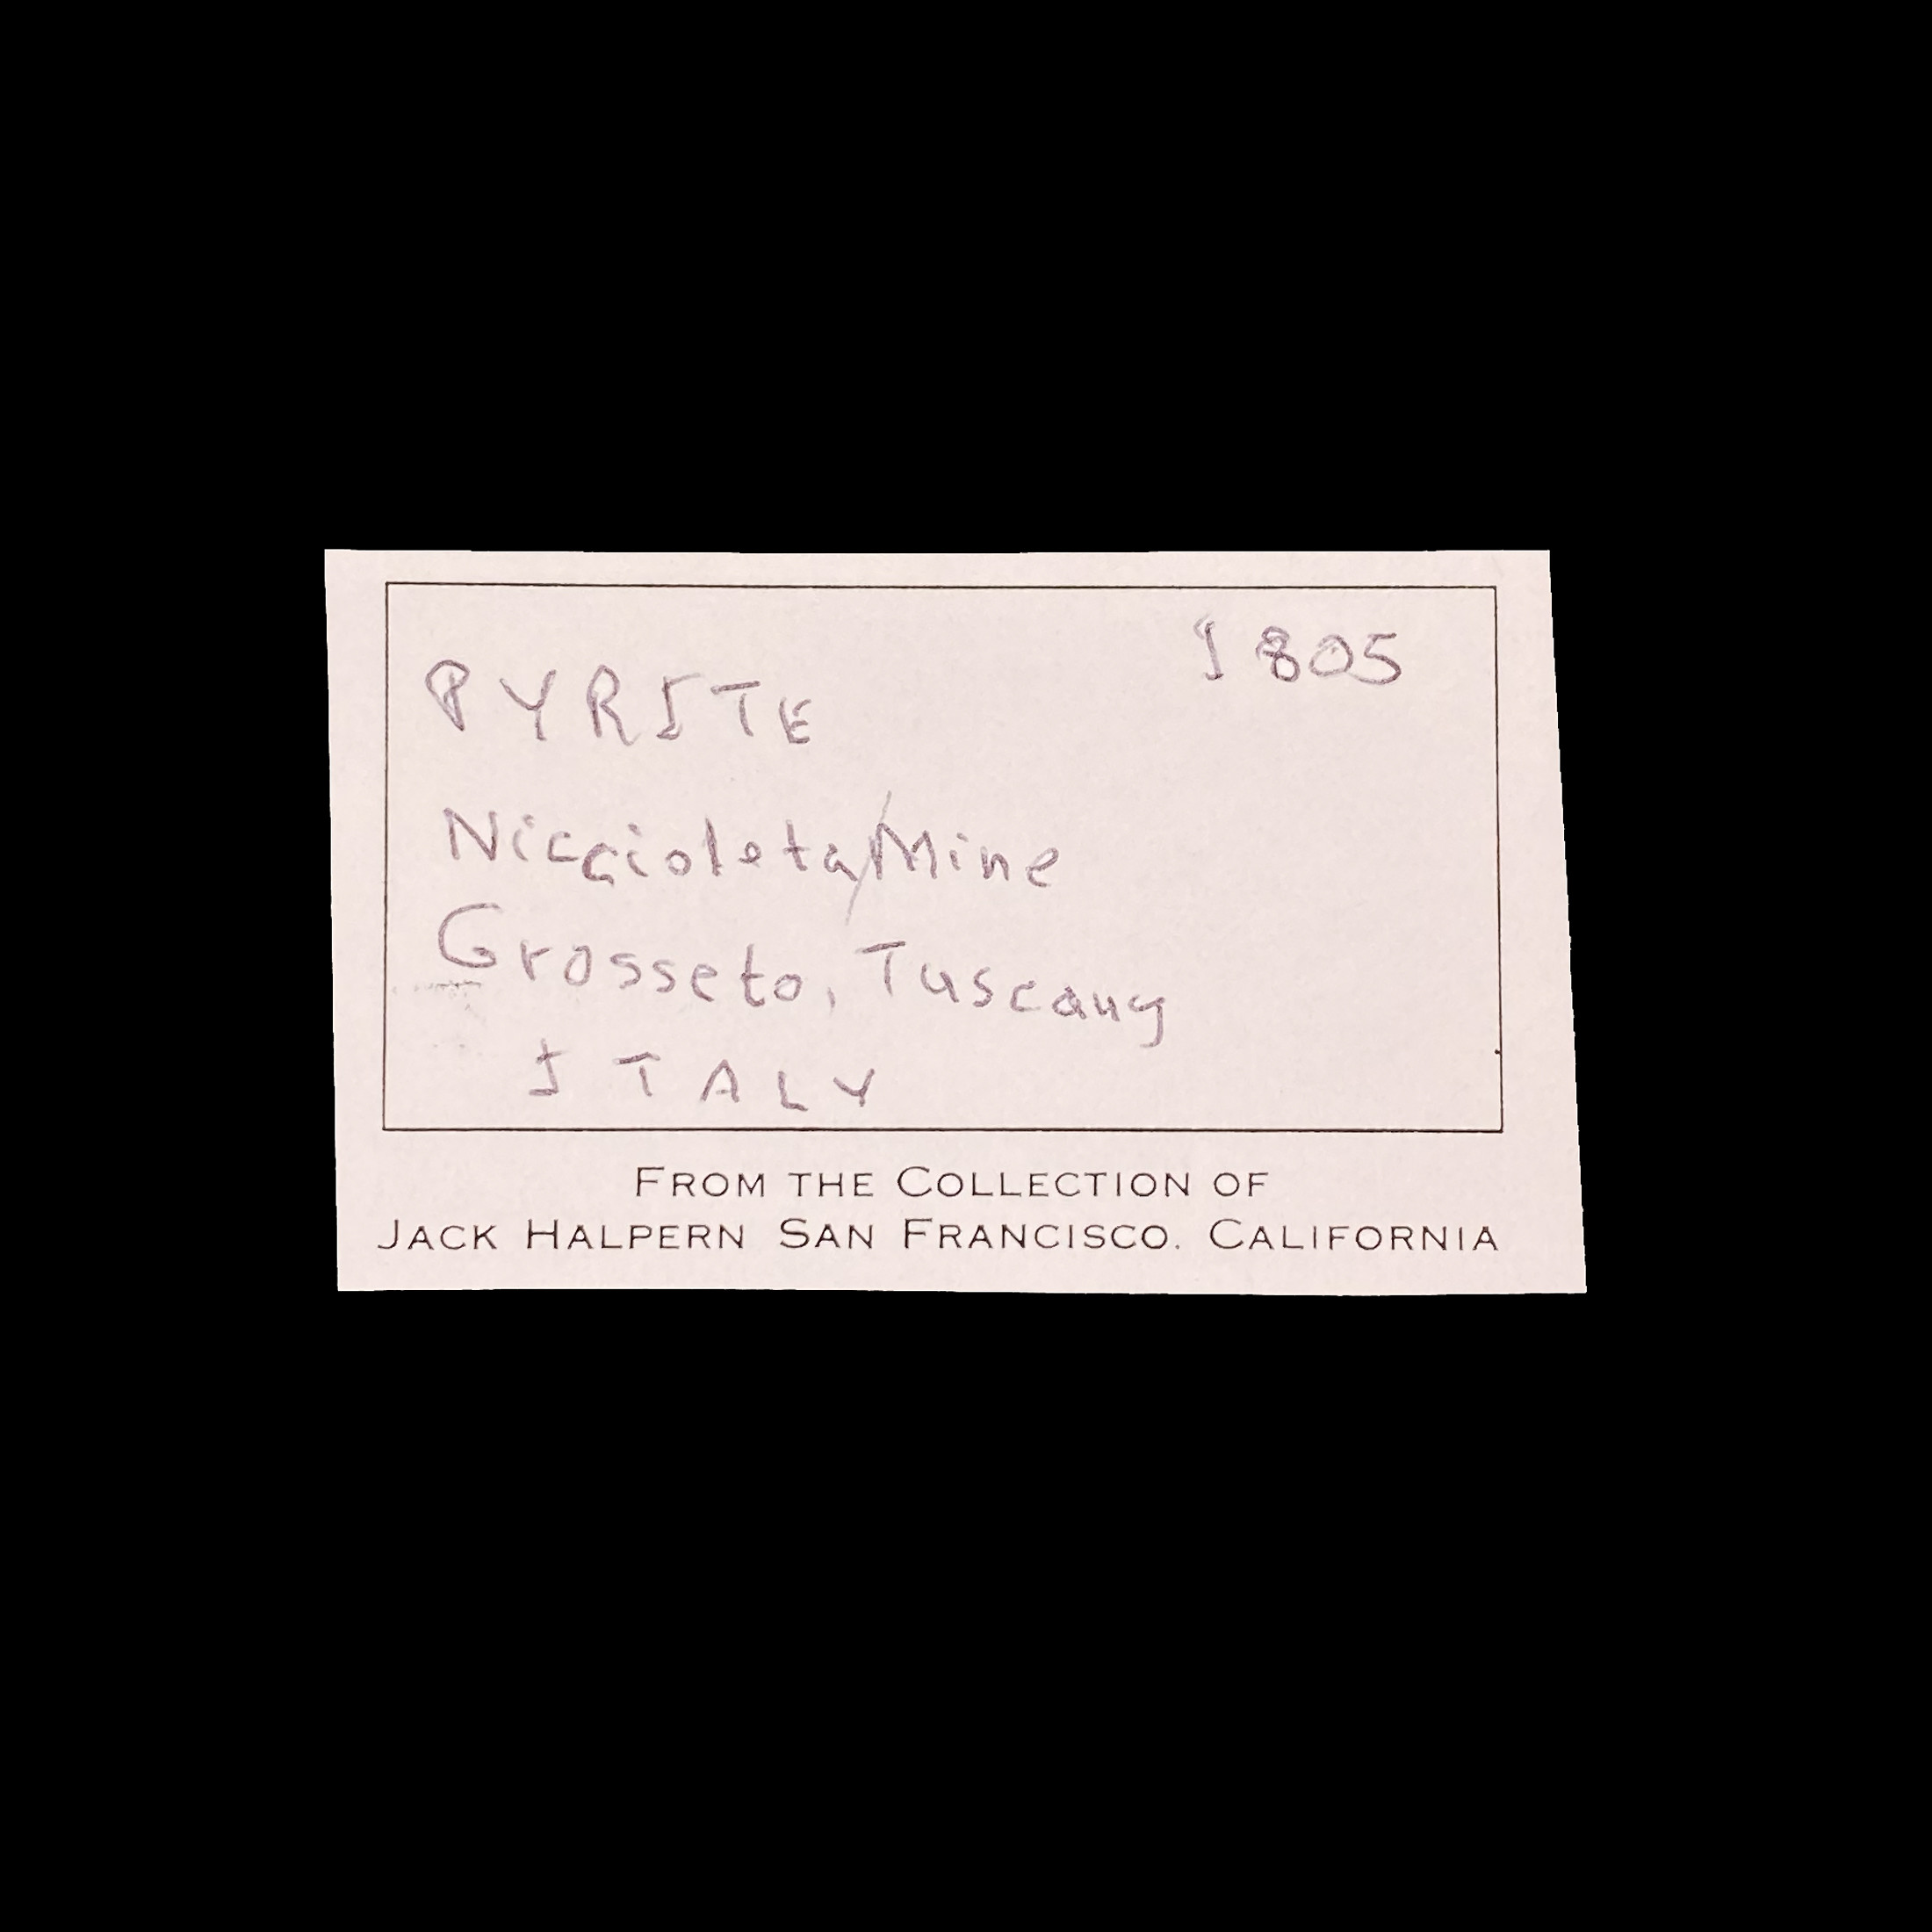 1805
PYRITE
Niccioleta/Mine
Grosseto, Tuscany
ITALY
FROM THE COLLECTION OF
JACK HALPERN SAN FRANCISCO. CALIFORNIA